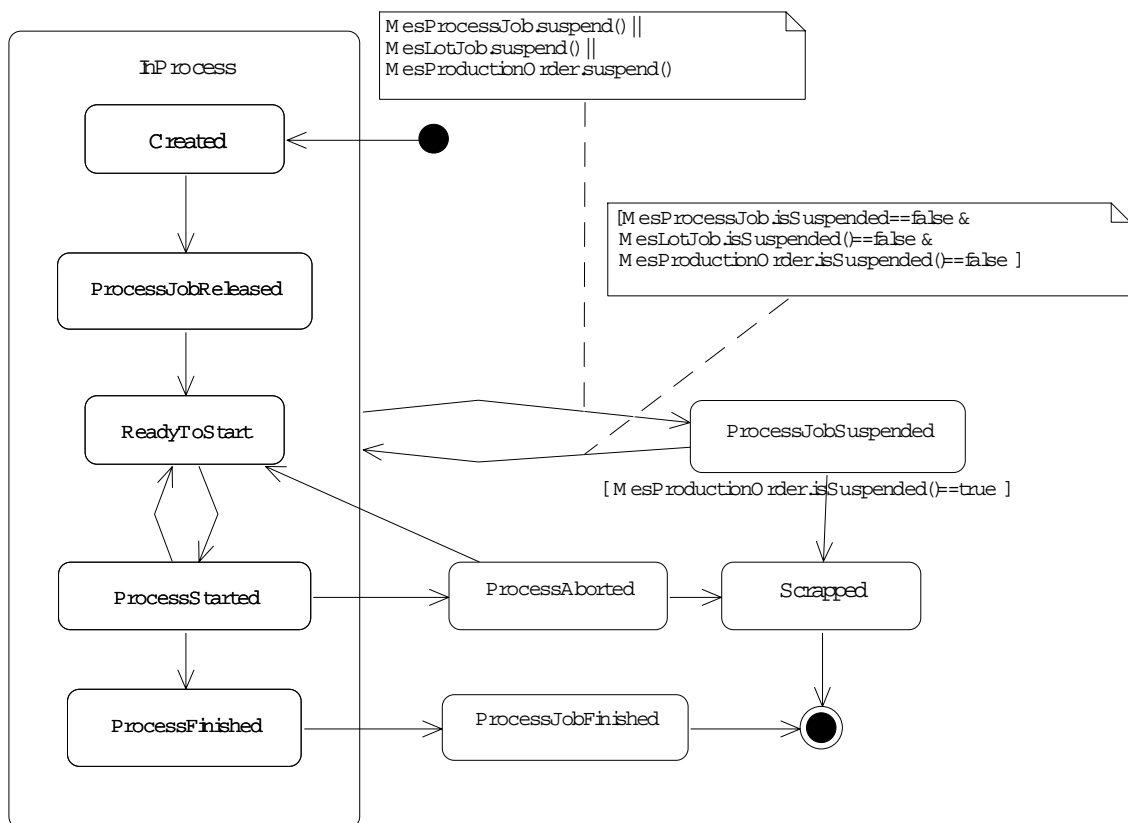 MesProcessJob.suspend() ||
MesLotJob.suspend() ||
MesProductionOrder.suspend()
InProcess
Created
[MesProcessJob.isSuspended==false &
MesLotJob.isSuspended()==false &
MesProductionOrder.isSuspended()==false ]
ProcessJobReleased
ReadyToStart
ProcessJobSuspended
[ MesProductionOrder.isSuspended()==true ]
ProcessStarted
ProcessAborted
Scrapped
ProcessFinished
ProcessJobFinished